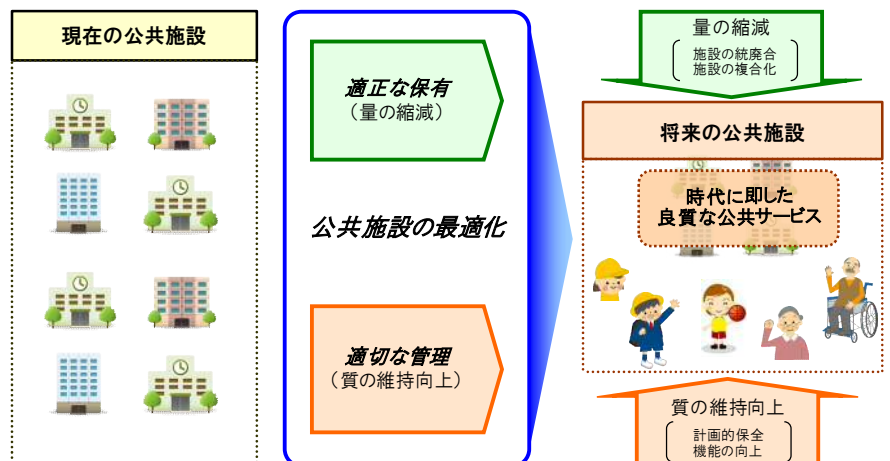 現在の公共施設
適正な保有
（量の縮減）
公共施設の最適化
適切な管理
（質の維持向上）
量の縮減
施設の統廃合
施設の複合化
将来の公共施設
時代に即した
良質な公共サービス
質の維持向上
計画的保全
機能の向上